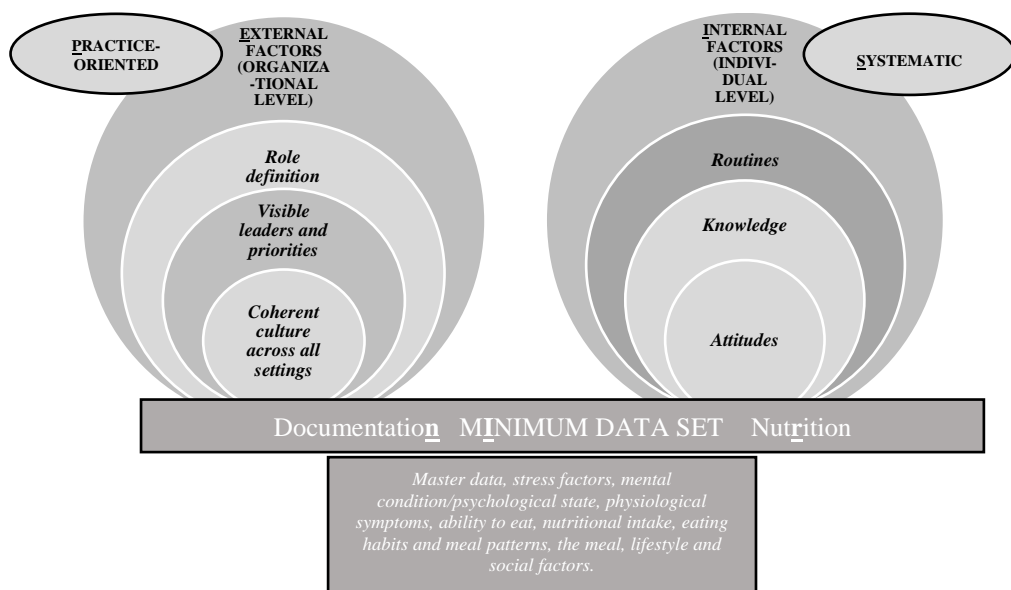 PRACTICE-
ORIENTED
EXTERNAL
FACTORS
(ORGANIZA
-TIONAL
LEVEL)
Role
definition
Visible
leaders and
priorities
Coherent
culture
across all
settings
INTERNAL
FACTORS
(INDIVI-
DUAL
LEVEL)
SYSTEMATIC
Routines
Knowledge
Attitudes
Documentation MINIMUM DATA SET Nutrition
Master data, stress factors, mental
condition/psychological state, physiological
symptoms, ability to eat, nutritional intake, eating
habits and meal patterns, the meal, lifestyle and
social factors.